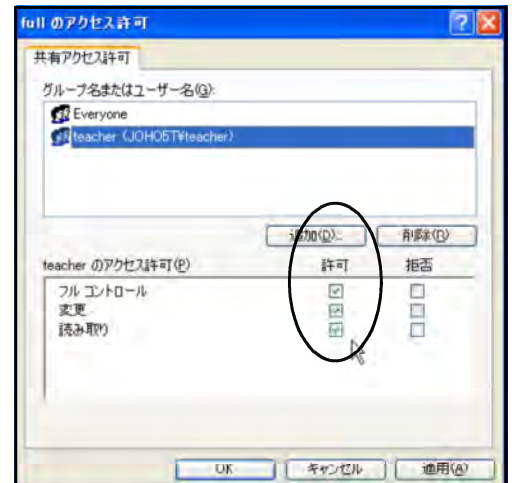 full のアクセス許可
共有アクセス許可
グループ名またはユーザー名(G):
Everyone
teacher (JOHO5T¥teacher)
追加(D)... 削除(R)
teacher のアクセス許可(P) 許可 拒否
フル コントロール
変更
読み取り
OK キャンセル 適用(A)